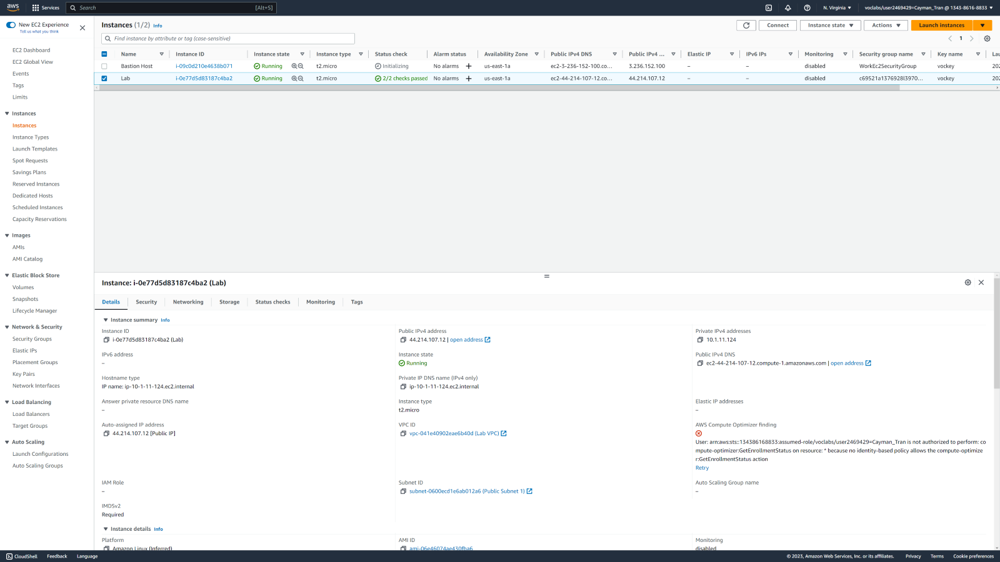 aws
Services
Search
[Alt+S]
N. Virginia
voclabs/user2469429=Cayman_Tran @ 1343-8616-8833
New EC2 Experience
Tell us what you think
EC2 Dashboard
EC2 Global View
Events
Tags
Limits
Instances
Instances
Instance Types
Launch Templates
Spot Requests
Savings Plans
Reserved Instances
Dedicated Hosts
Scheduled Instances
Capacity Reservations
Images
AMIs
AMI Catalog
Elastic Block Store
Volumes
Snapshots
Lifecycle Manager
Network & Security
Security Groups
Elastic IPs
Placement Groups
Key Pairs
Network Interfaces
Load Balancing
Load Balancers
Target Groups
Auto Scaling
Launch Configurations
Auto Scaling Groups
Instances (1/2) Info
Connect
Instance state
Actions
Launch instances
Find instance by attribute or tag (case-sensitive)
1
Name Instance ID Instance state Instance type Status check Alarm status Availability Zone Public IPv4 DNS Public IPv4 ... Elastic IP IPv6 IPs Monitoring Security group name Key name Lau
Bastion Host i-09c0d210e4638b071 Running t2.micro Initializing No alarms us-east-1a ec2-3-236-152-100.co... 3.236.152.100 – – disabled WorkEc2SecurityGroup vockey 202
Lab i-0e77d5d83187c4ba2 Running t2.micro 2/2 checks passed No alarms us-east-1a ec2-44-214-107-12.co... 44.214.107.12 – – disabled c69521a1376928l3970... vockey 202
Instance: i-0e77d5d83187c4ba2 (Lab)
Details Security Networking Storage Status checks Monitoring Tags
Instance summary Info
Instance ID
i-0e77d5d83187c4ba2 (Lab)
Public IPv4 address
44.214.107.12 | open address
Private IPv4 addresses
10.1.11.124
IPv6 address
–
Instance state
Running
Public IPv4 DNS
ec2-44-214-107-12.compute-1.amazonaws.com | open address
Hostname type
IP name: ip-10-1-11-124.ec2.internal
Private IP DNS name (IPv4 only)
ip-10-1-11-124.ec2.internal
Answer private resource DNS name
–
Instance type
t2.micro
Elastic IP addresses
–
Auto-assigned IP address
44.214.107.12 [Public IP]
VPC ID
vpc-041e40902eae6b40d (Lab VPC)
AWS Compute Optimizer finding
User: arn:aws:sts::134386168833:assumed-role/voclabs/user2469429=Cayman_Tran is not authorized to perform: co
mpute-optimizer:GetEnrollmentStatus on resource: * because no identity-based policy allows the compute-optimize
r:GetEnrollmentStatus action
Retry
IAM Role
–
Subnet ID
subnet-0600ecd1e6ab012a6 (Public Subnet 1)
Auto Scaling Group name
–
IMDSv2
Required
Instance details Info
Platform
Amazon Linux (Inferred)
AMI ID
ami-06e46074ae430fba6
Monitoring
disabled
CloudShell
Feedback
Language
© 2023, Amazon Web Services, Inc. or its affiliates.
Privacy
Terms
Cookie preferences